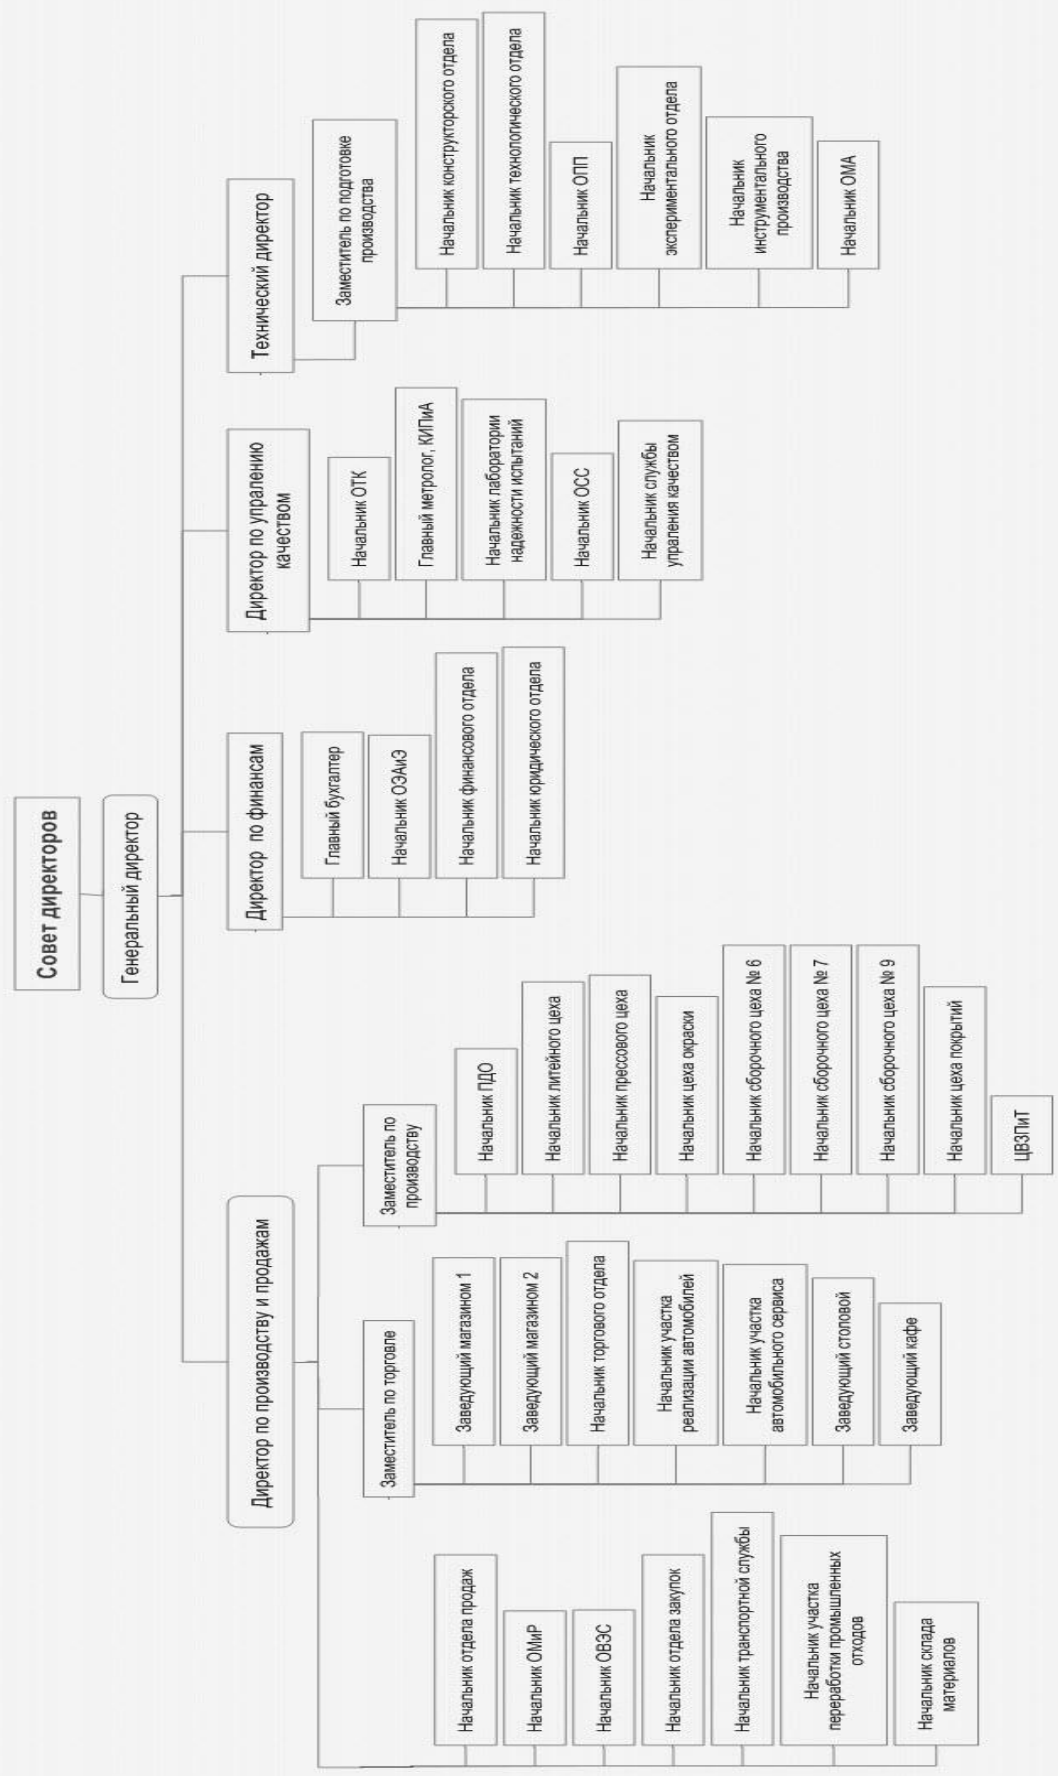 Совет директоров
Генеральный директор
Директор по производству и продажам
Начальник отдела продаж
Начальник ОМиР
Начальник ОВЭС
Начальник отдела закупок
Начальник транспортной службы
Начальник участка
переработки промышленных
отходов
Начальник склада
материалов
Заместитель по торговле
Заведующий магазином 1
Заведующий магазином 2
Начальник торгового отдела
Начальник участка
реализации автомобилей
Начальник участка
автомобильного сервиса
Заведующий столовой
Заведующий кафе
Заместитель по
производству
Начальник ПДО
Начальник литейного цеха
Начальник прессового цеха
Начальник цеха окраски
Начальник сборочного цеха № 6
Начальник сборочного цеха № 7
Начальник сборочного цеха № 9
Начальник цеха покрытий
ЦВЗПиТ
Директор по финансам
Главный бухгалтер
Начальник ОЭАиЭ
Начальник финансового отдела
Начальник юридического отдела
Директор по упралению
качеством
Начальник ОТК
Главный метролог, КИПиА
Начальник лаборатории
надежности испытаний
Начальник ОСС
Начальник службы
упраления качеством
Технический директор
Заместитель по подготовке
производства
Начальник конструкторского отдела
Начальник технологического отдела
Начальник ОПП
Начальник
экспериментального отдела
Начальник
инструментального
производства
Начальник ОМА